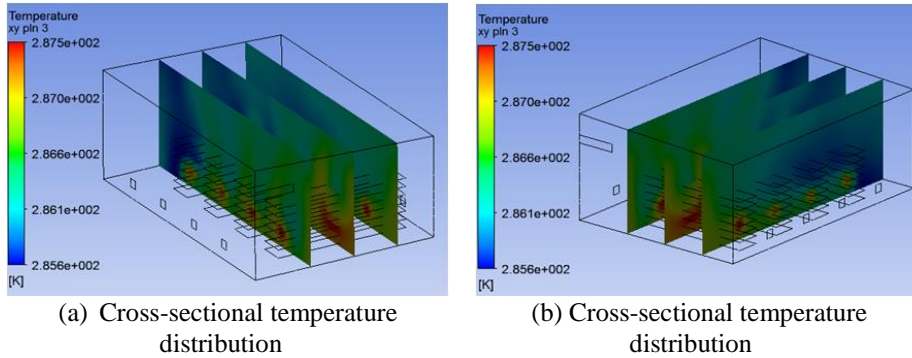 Temperature
xy pln 3
2.875e+002
2.870e+002
2.866e+002
2.861e+002
2.856e+002
[K]
Temperature
xy pln 3
2.875e+002
2.870e+002
2.866e+002
2.861e+002
2.856e+002
[K]
(a) Cross-sectional temperature
distribution
(b) Cross-sectional temperature
distribution